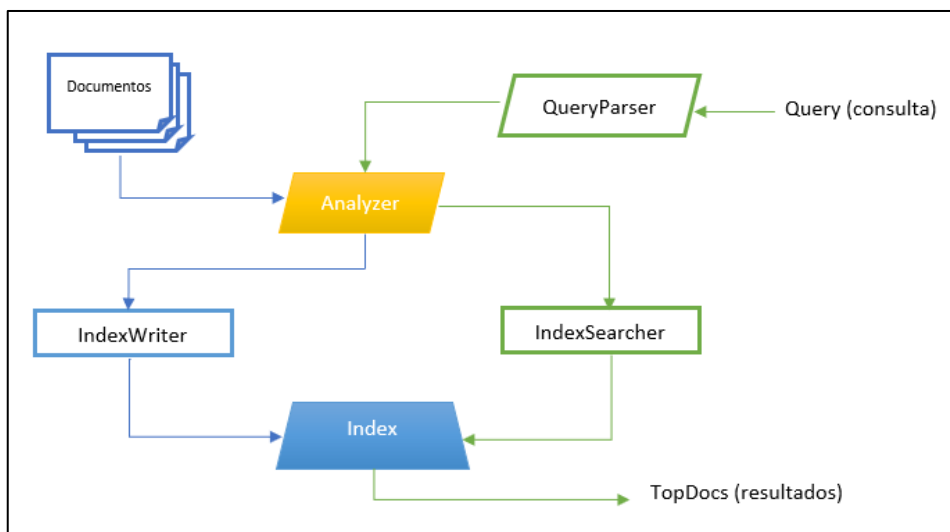 Documentos
QueryParser
Query (consulta)
Analyzer
IndexWriter
IndexSearcher
Index
TopDocs (resultados)